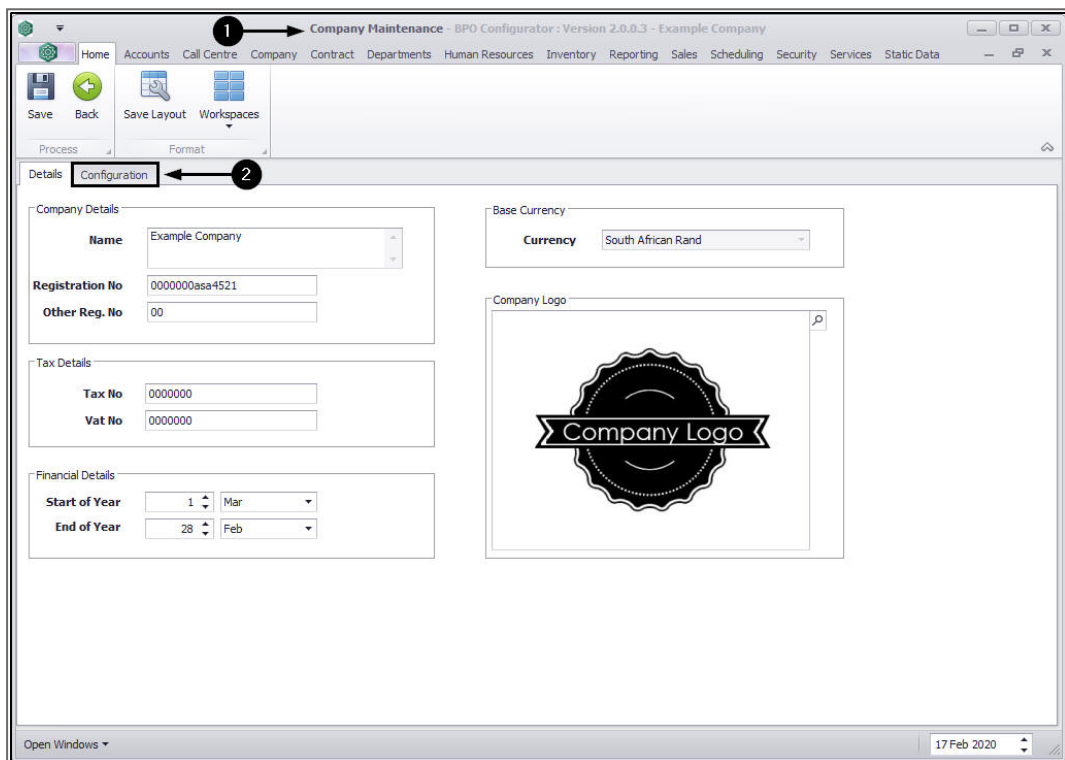 1
Company Maintenance - BPO Configurator : Version 2.0.0.3 - Example Company
Home Accounts Call Centre Company Contract Departments Human Resources Inventory Reporting Sales Scheduling Security Services Static Data
Save Back Save Layout Workspaces
Process Format
Details Configuration
2
Company Details
Name Example Company
Registration No 0000000asa4521
Other Reg. No 00
Base Currency
Currency South African Rand
Tax Details
Tax No 0000000
Vat No 0000000
Company Logo
Company Logo
Financial Details
Start of Year 1 Mar
End of Year 28 Feb
Open Windows
17 Feb 2020